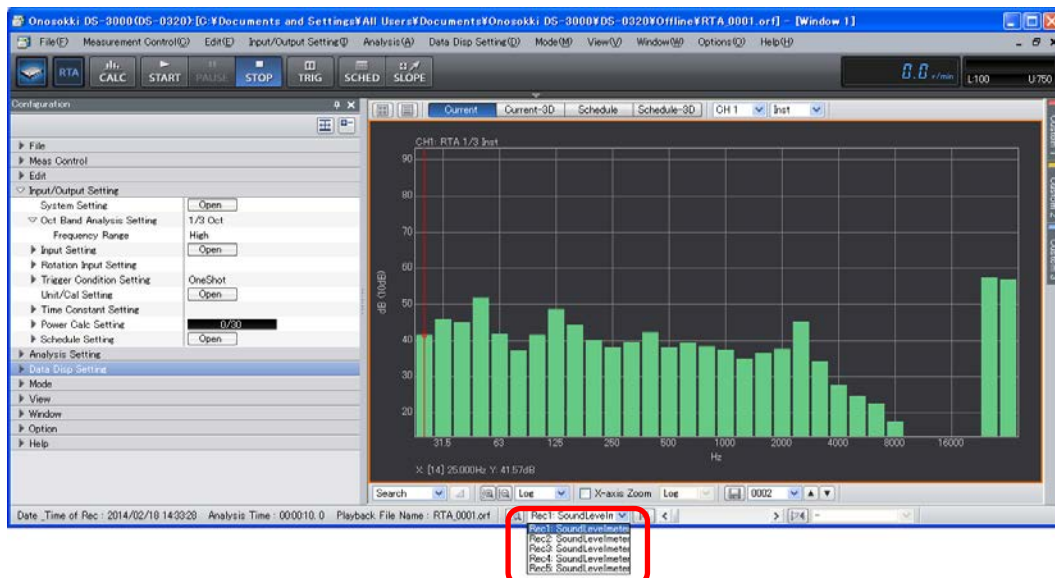 Onosokki DS-3000(DS-0320)-[C:¥Documents and Settings¥All Users¥Documents¥Onosokki DS-3000¥DS-0320¥Offline¥RTA_0001.orf] - [Window 1]
File(F) Measurement Control(C) Edit(E) Input/Output Setting(I) Analysis(A) Data Disp Setting(D) Mode(M) View(V) Window(W) Options(O) Help(H)
RTA CALC START PAUSE STOP TRIG SCHED SLOPE 0.0 r/min L:100 U:750
Configuration
Current Current-3D Schedule Schedule-3D CH 1 Inst
File
Meas Control
Edit
Input/Output Setting
System Setting Open
Oct Band Analysis Setting 1/3 Oct
Frequency Range High
Input Setting Open
Rotation Input Setting
Trigger Condition Setting OneShot
Unit/Cal Setting Open
Time Constant Setting
Power Calc Setting 0/30
Schedule Setting Open
Analysis Setting
Data Disp Setting
Mode
View
Window
Option
Help
CH1: RTA 1/3 Inst
90
80
70
60
50
40
30
20
dB (10dB)
31.5 63 125 250 500 1000 2000 4000 8000 16000
Hz
X: [14] 25.000Hz Y: 41.57dB
Custom 1
Custom 2
Custom 3
Search Log X-axis Zoom Log 0002
Date_Time of Rec : 2014/02/18 14:33:28 Analysis Time : 00:00:10. 0 Playback File Name : RTA_0001.orf Rec1: SoundLevelm -
Rec1: SoundLevelmeter
Rec2: SoundLevelmeter
Rec3: SoundLevelmeter
Rec4: SoundLevelmeter
Rec5: SoundLevelmeter